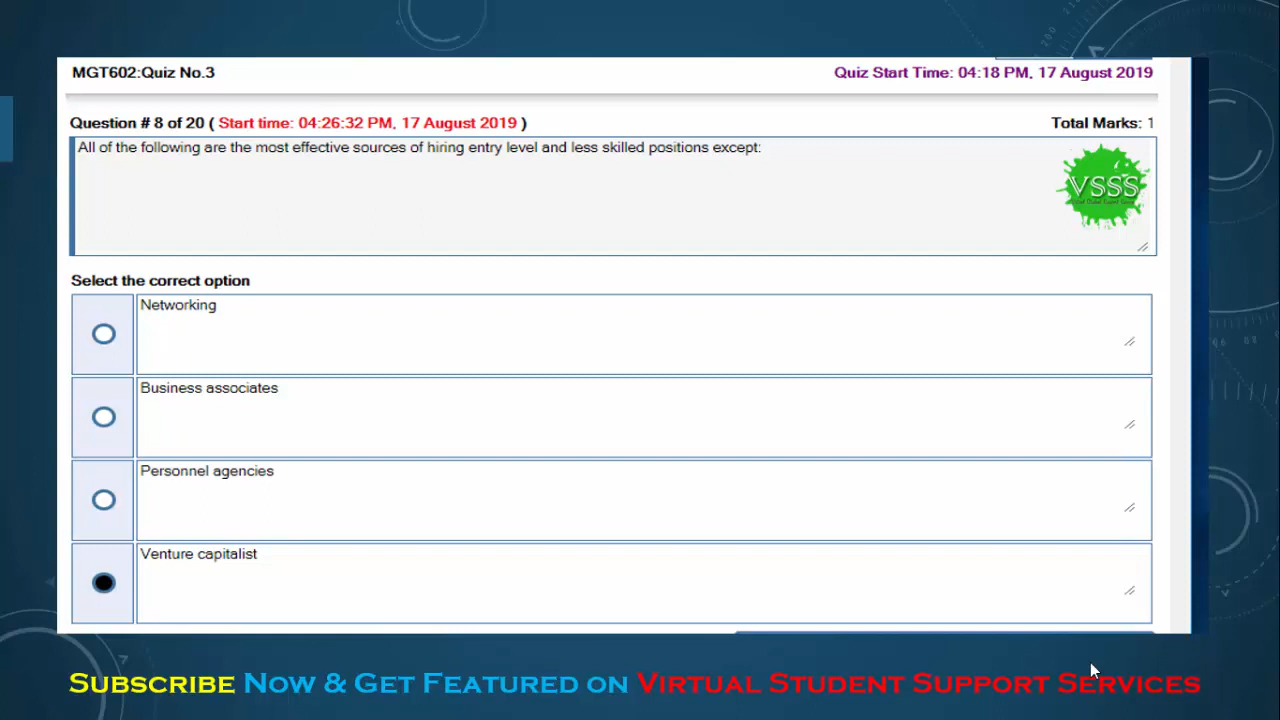 MGT602:Quiz No.3
Quiz Start Time: 04:18 PM, 17 August 2019
Question # 8 of 20 ( Start time: 04:26:32 PM, 17 August 2019 )
Total Marks: 1
All of the following are the most effective sources of hiring entry level and less skilled positions except:
VSSS
Select the correct option
Networking
Business associates
Personnel agencies
Venture capitalist
SUBSCRIBE NOW & GET FEATURED ON VIRTUAL STUDENT SUPPORT SERVICES